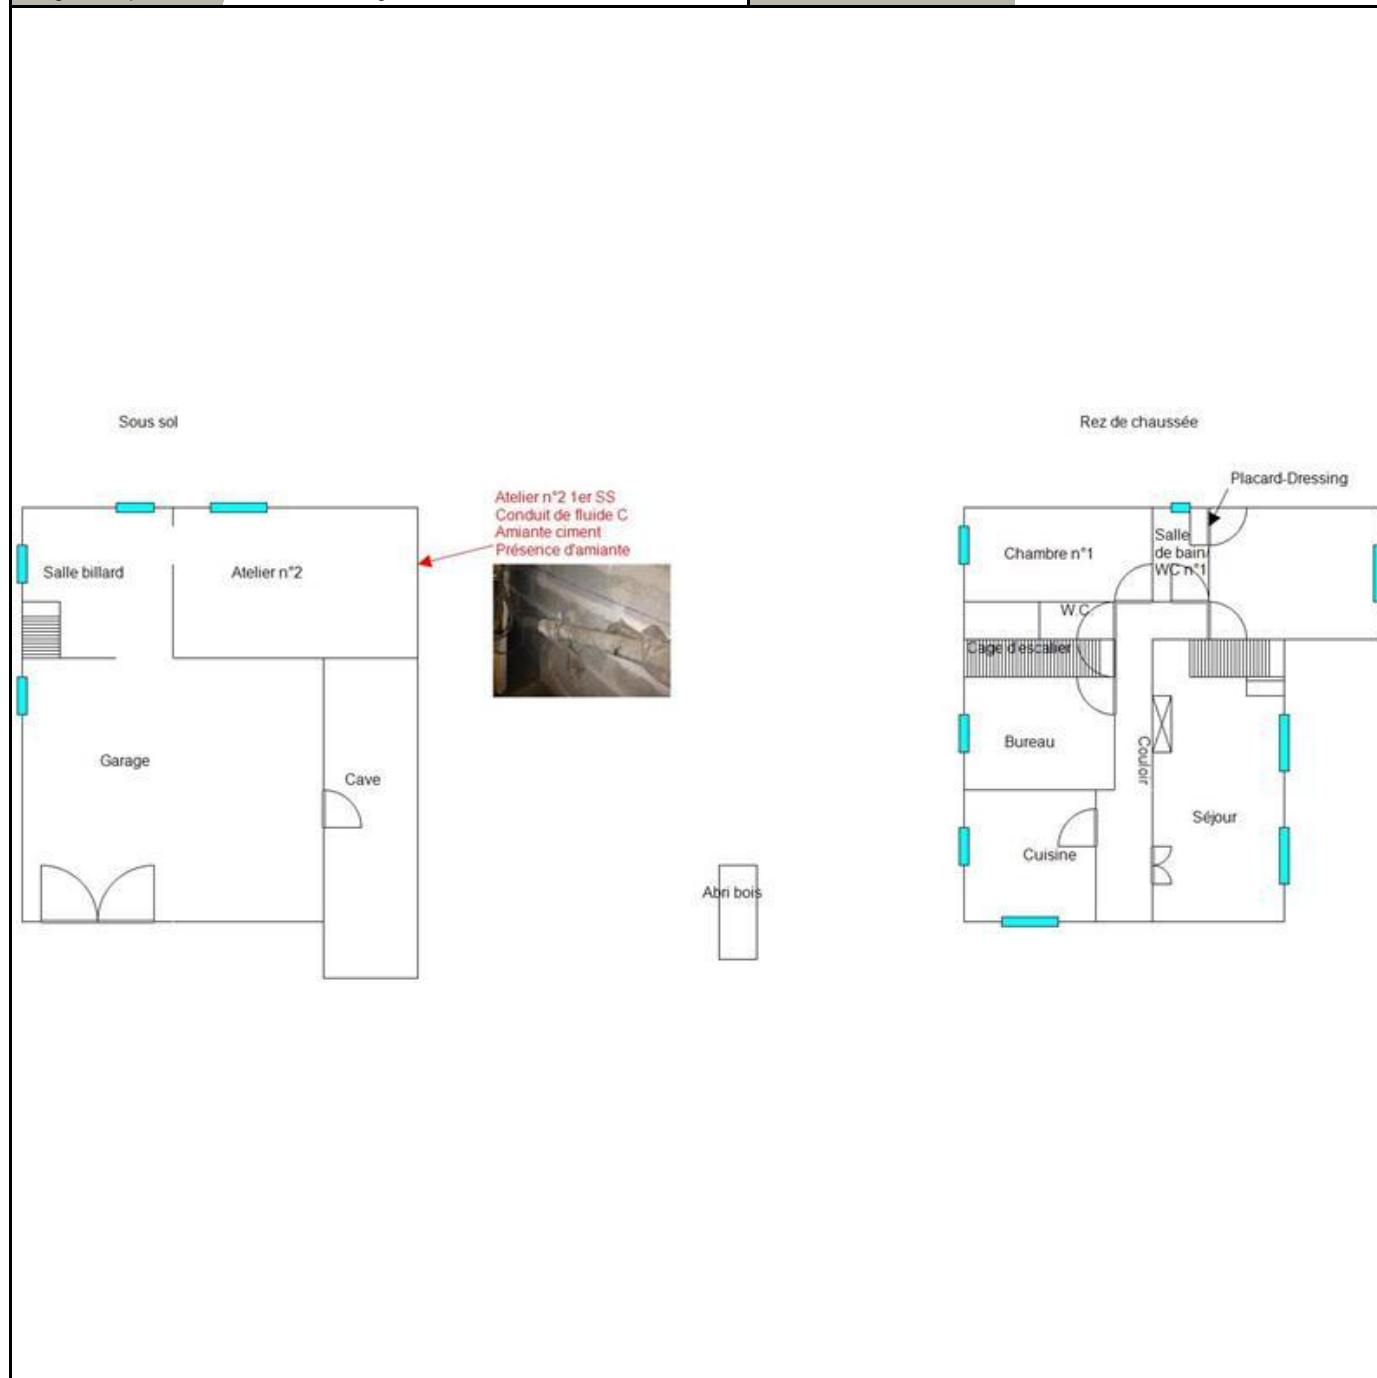 Sous sol
Rez de chaussée
Placard-Dressing
Atelier n°2 1er SS
Conduit de fluide C
Amiante ciment
Présence d'amiante
Salle billard
Atelier n°2
Chambre n°1
Salle
de bain/
WC n°1
W.C
Cage d'escalier
Bureau
Couloir
Garage
Cave
Séjour
Cuisine
Abri bois